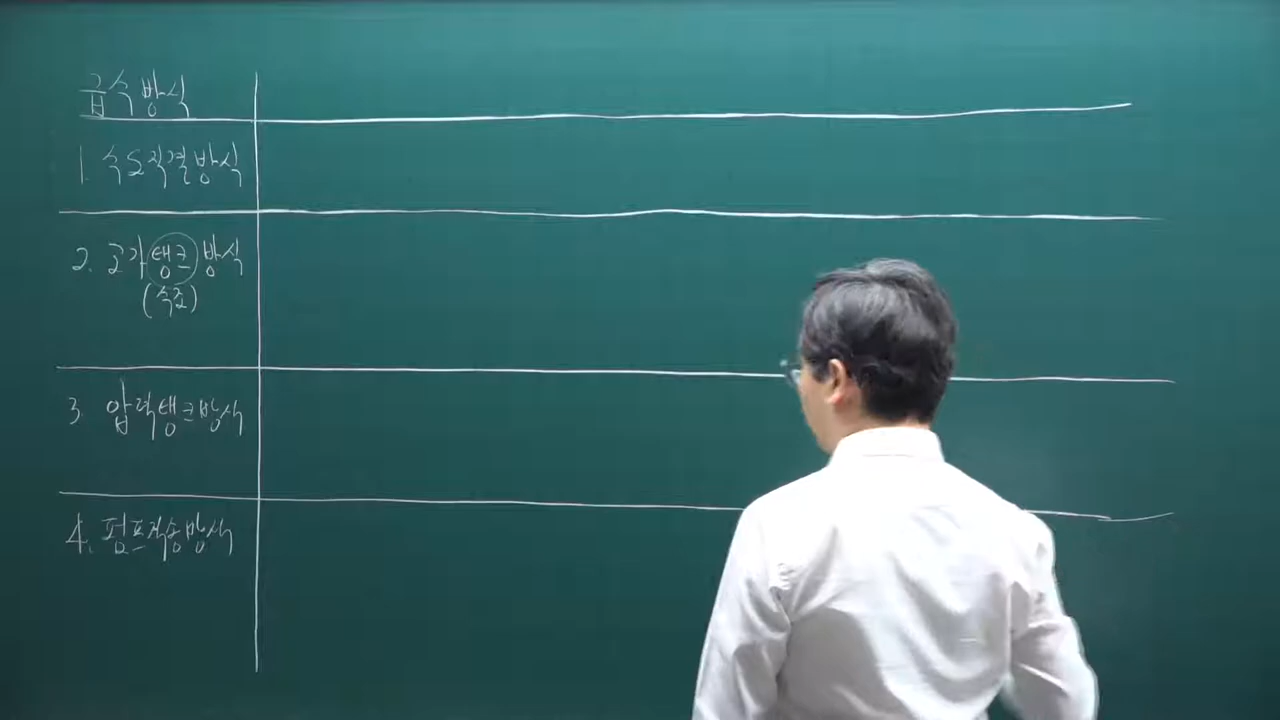 급수방식
1. 수도직결방식
2. 고가탱크방식
(수조)
3. 압력탱크방식
4. 펌프직송방식